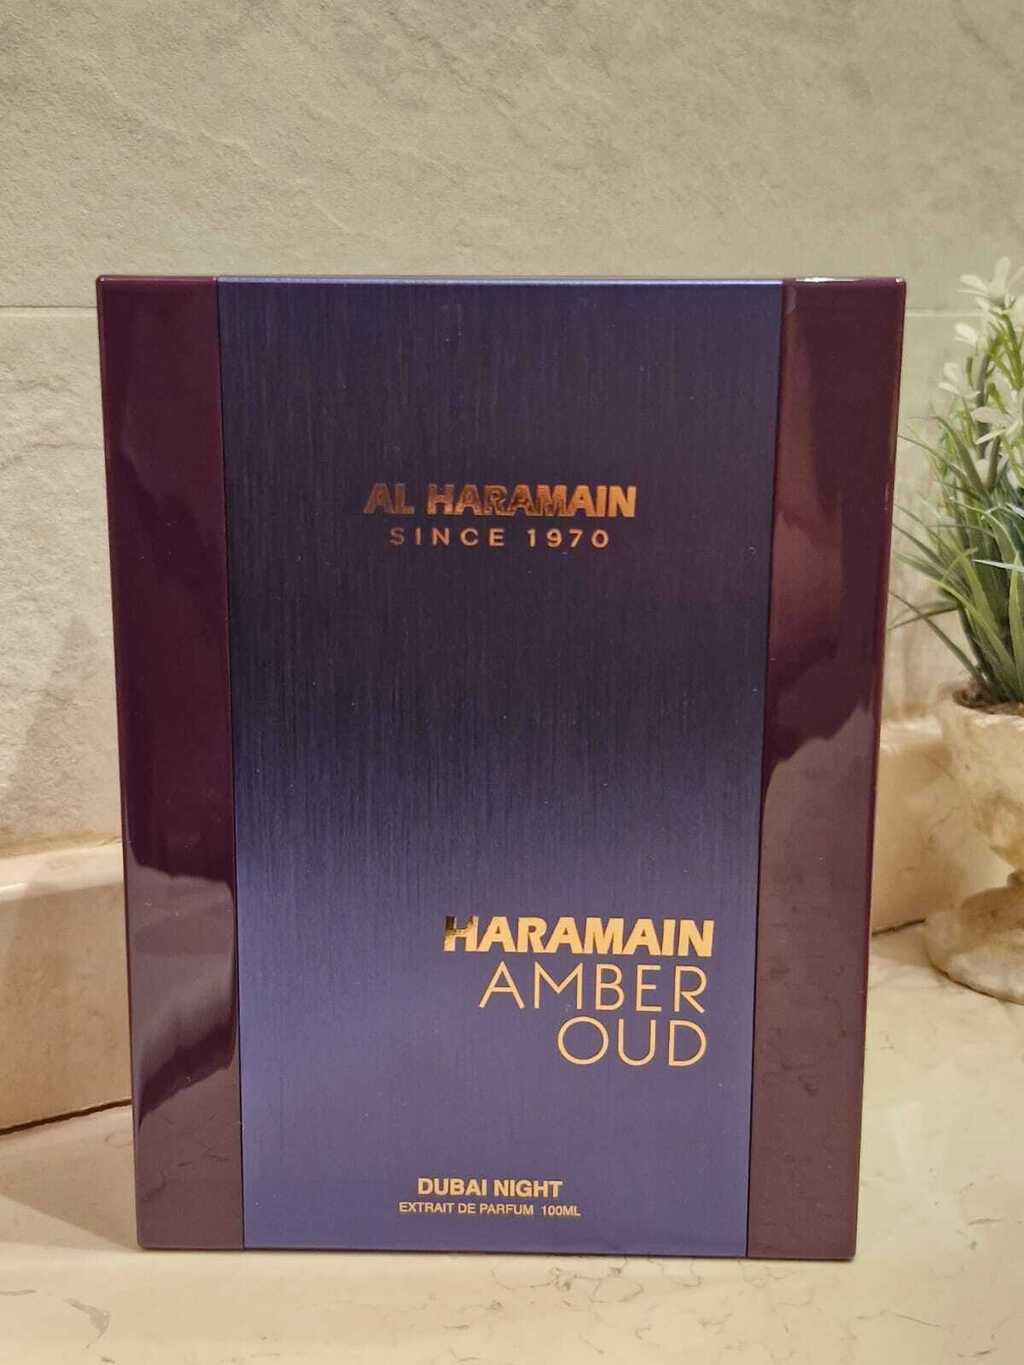 AL HARAMAIN
SINCE 1970
HARAMAIN
AMBER
OUD
DUBAI NIGHT
EXTRAIT DE PARFUM 100ML